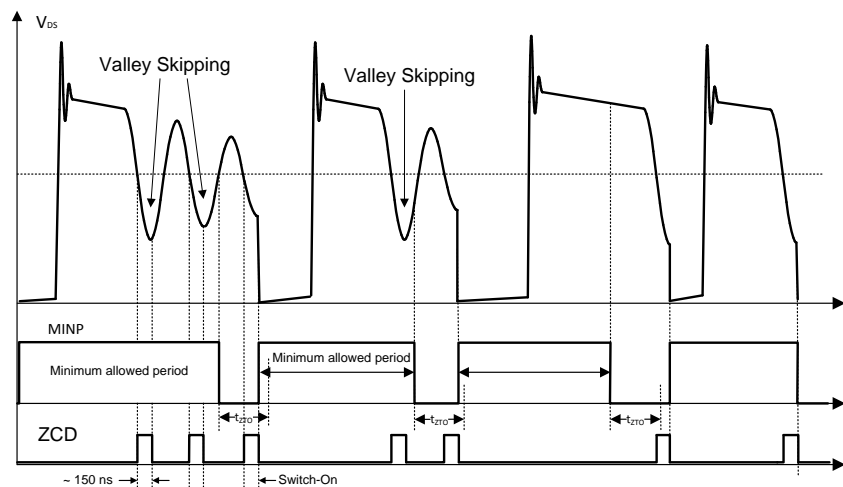 VDS
Valley Skipping
Valley Skipping
MINP
Minimum allowed period
Minimum allowed period
tZTO
tZTO
tZTO
ZCD
~ 150 ns
Switch-On